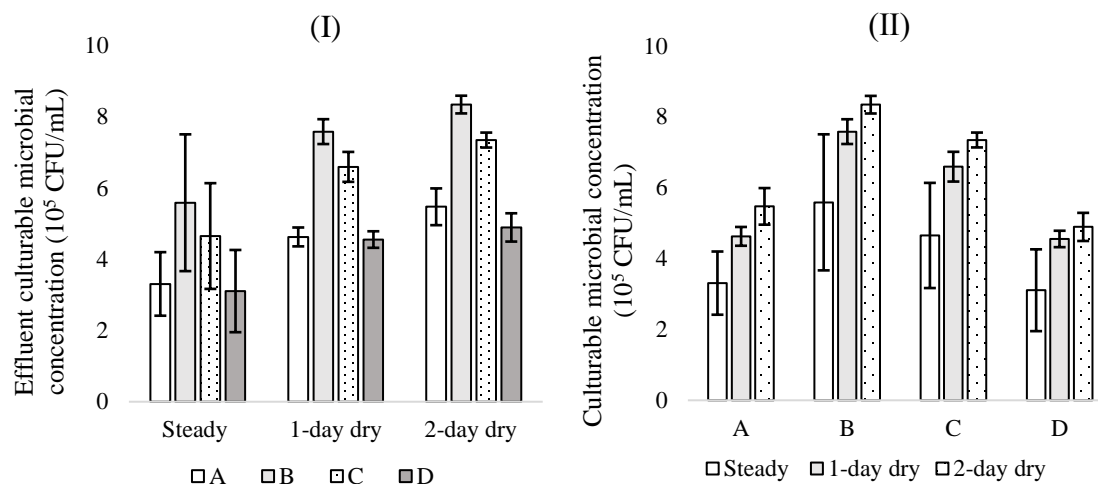 (I)
Effluent culturable microbial
concentration (10⁵ CFU/mL)
10
8
6
4
2
0
Steady 1-day dry 2-day dry
A B C D
(II)
Culturable microbial concentration
(10⁵ CFU/mL)
10
8
6
4
2
0
A B C D
Steady 1-day dry 2-day dry